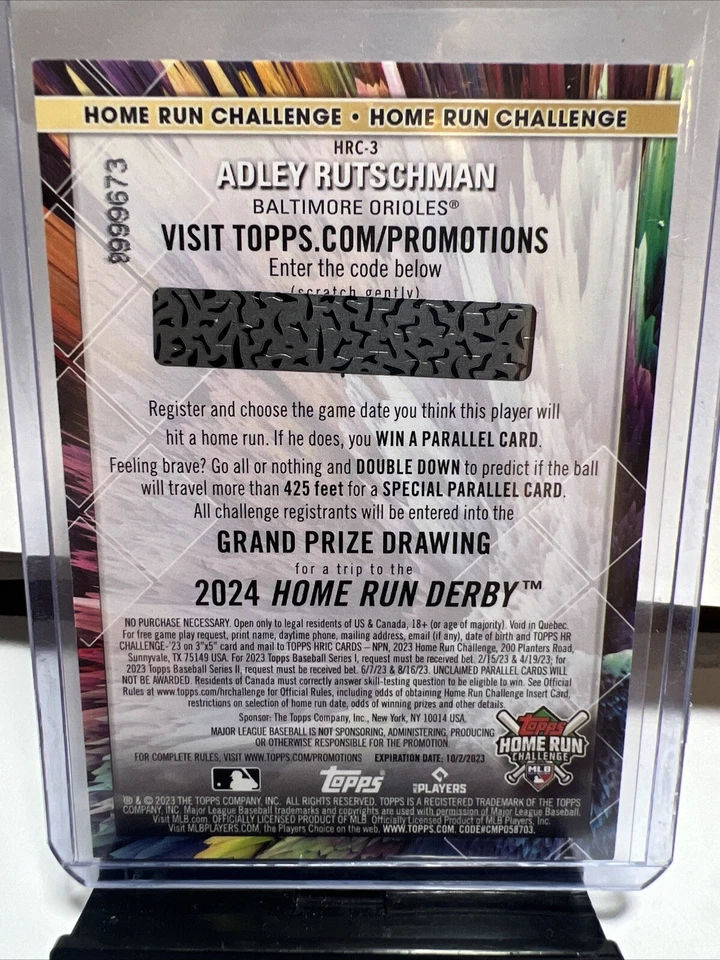 HOME RUN CHALLENGE • HOME RUN CHALLENGE
HRC-3
9999673
ADLEY RUTSCHMAN
BALTIMORE ORIOLES®
VISIT TOPPS.COM/PROMOTIONS
Enter the code below
(scratch gently)
Register and choose the game date you think this player will
hit a home run. If he does, you WIN A PARALLEL CARD.
Feeling brave? Go all or nothing and DOUBLE DOWN to predict if the ball
will travel more than 425 feet for a SPECIAL PARALLEL CARD.
All challenge registrants will be entered into the
GRAND PRIZE DRAWING
for a trip to the
2024 HOME RUN DERBY™
NO PURCHASE NECESSARY. Open only to legal residents of US & Canada, 18+ (or age of majority). Void in Quebec.
For free game play request, print name, daytime phone, mailing address, email (if any), date of birth and TOPPS HR
CHALLENGE-'23 on 3"x5" card and mail to TOPPS HRIC CARDS – NPN, 2023 Home Run Challenge, 200 Planters Road,
Sunnyvale, TX 75149 USA. For 2023 Topps Baseball Series I, request must be received bet. 2/15/23 & 4/19/23; for
2023 Topps Baseball Series II, request must be received bet. 6/7/23 & 8/16/23. UNCLAIMED PARALLEL CARDS WILL
NOT BE AWARDED. Residents of Canada must correctly answer skill-testing question to be eligible to win. See Official
Rules at www.topps.com/hrchallenge for Official Rules, including odds of obtaining Home Run Challenge Insert Card,
restrictions on selection of home run date, odds of winning prizes and other details.
Sponsor: The Topps Company, Inc., New York, NY 10014 USA.
MAJOR LEAGUE BASEBALL IS NOT SPONSORING, ADMINISTERING, PRODUCING
OR OTHERWISE RESPONSIBLE FOR THE PROMOTION.
FOR COMPLETE RULES, VISIT WWW.TOPPS.COM/PROMOTIONS EXPIRATION DATE: 10/2/2023
topps
HOME RUN
CHALLENGE
MLB
topps
PLAYERS
® & © 2023 THE TOPPS COMPANY, INC. ALL RIGHTS RESERVED. TOPPS IS A REGISTERED TRADEMARK OF THE TOPPS
COMPANY, INC. Major League Baseball trademarks and copyrights are used with permission of Major League Baseball.
Visit MLB.com. OFFICIALLY LICENSED PRODUCT OF MLB Players, Inc.
Visit MLBPLAYERS.COM, the Players Choice on the web. WWW.TOPPS.COM. CODE#CMP058703.